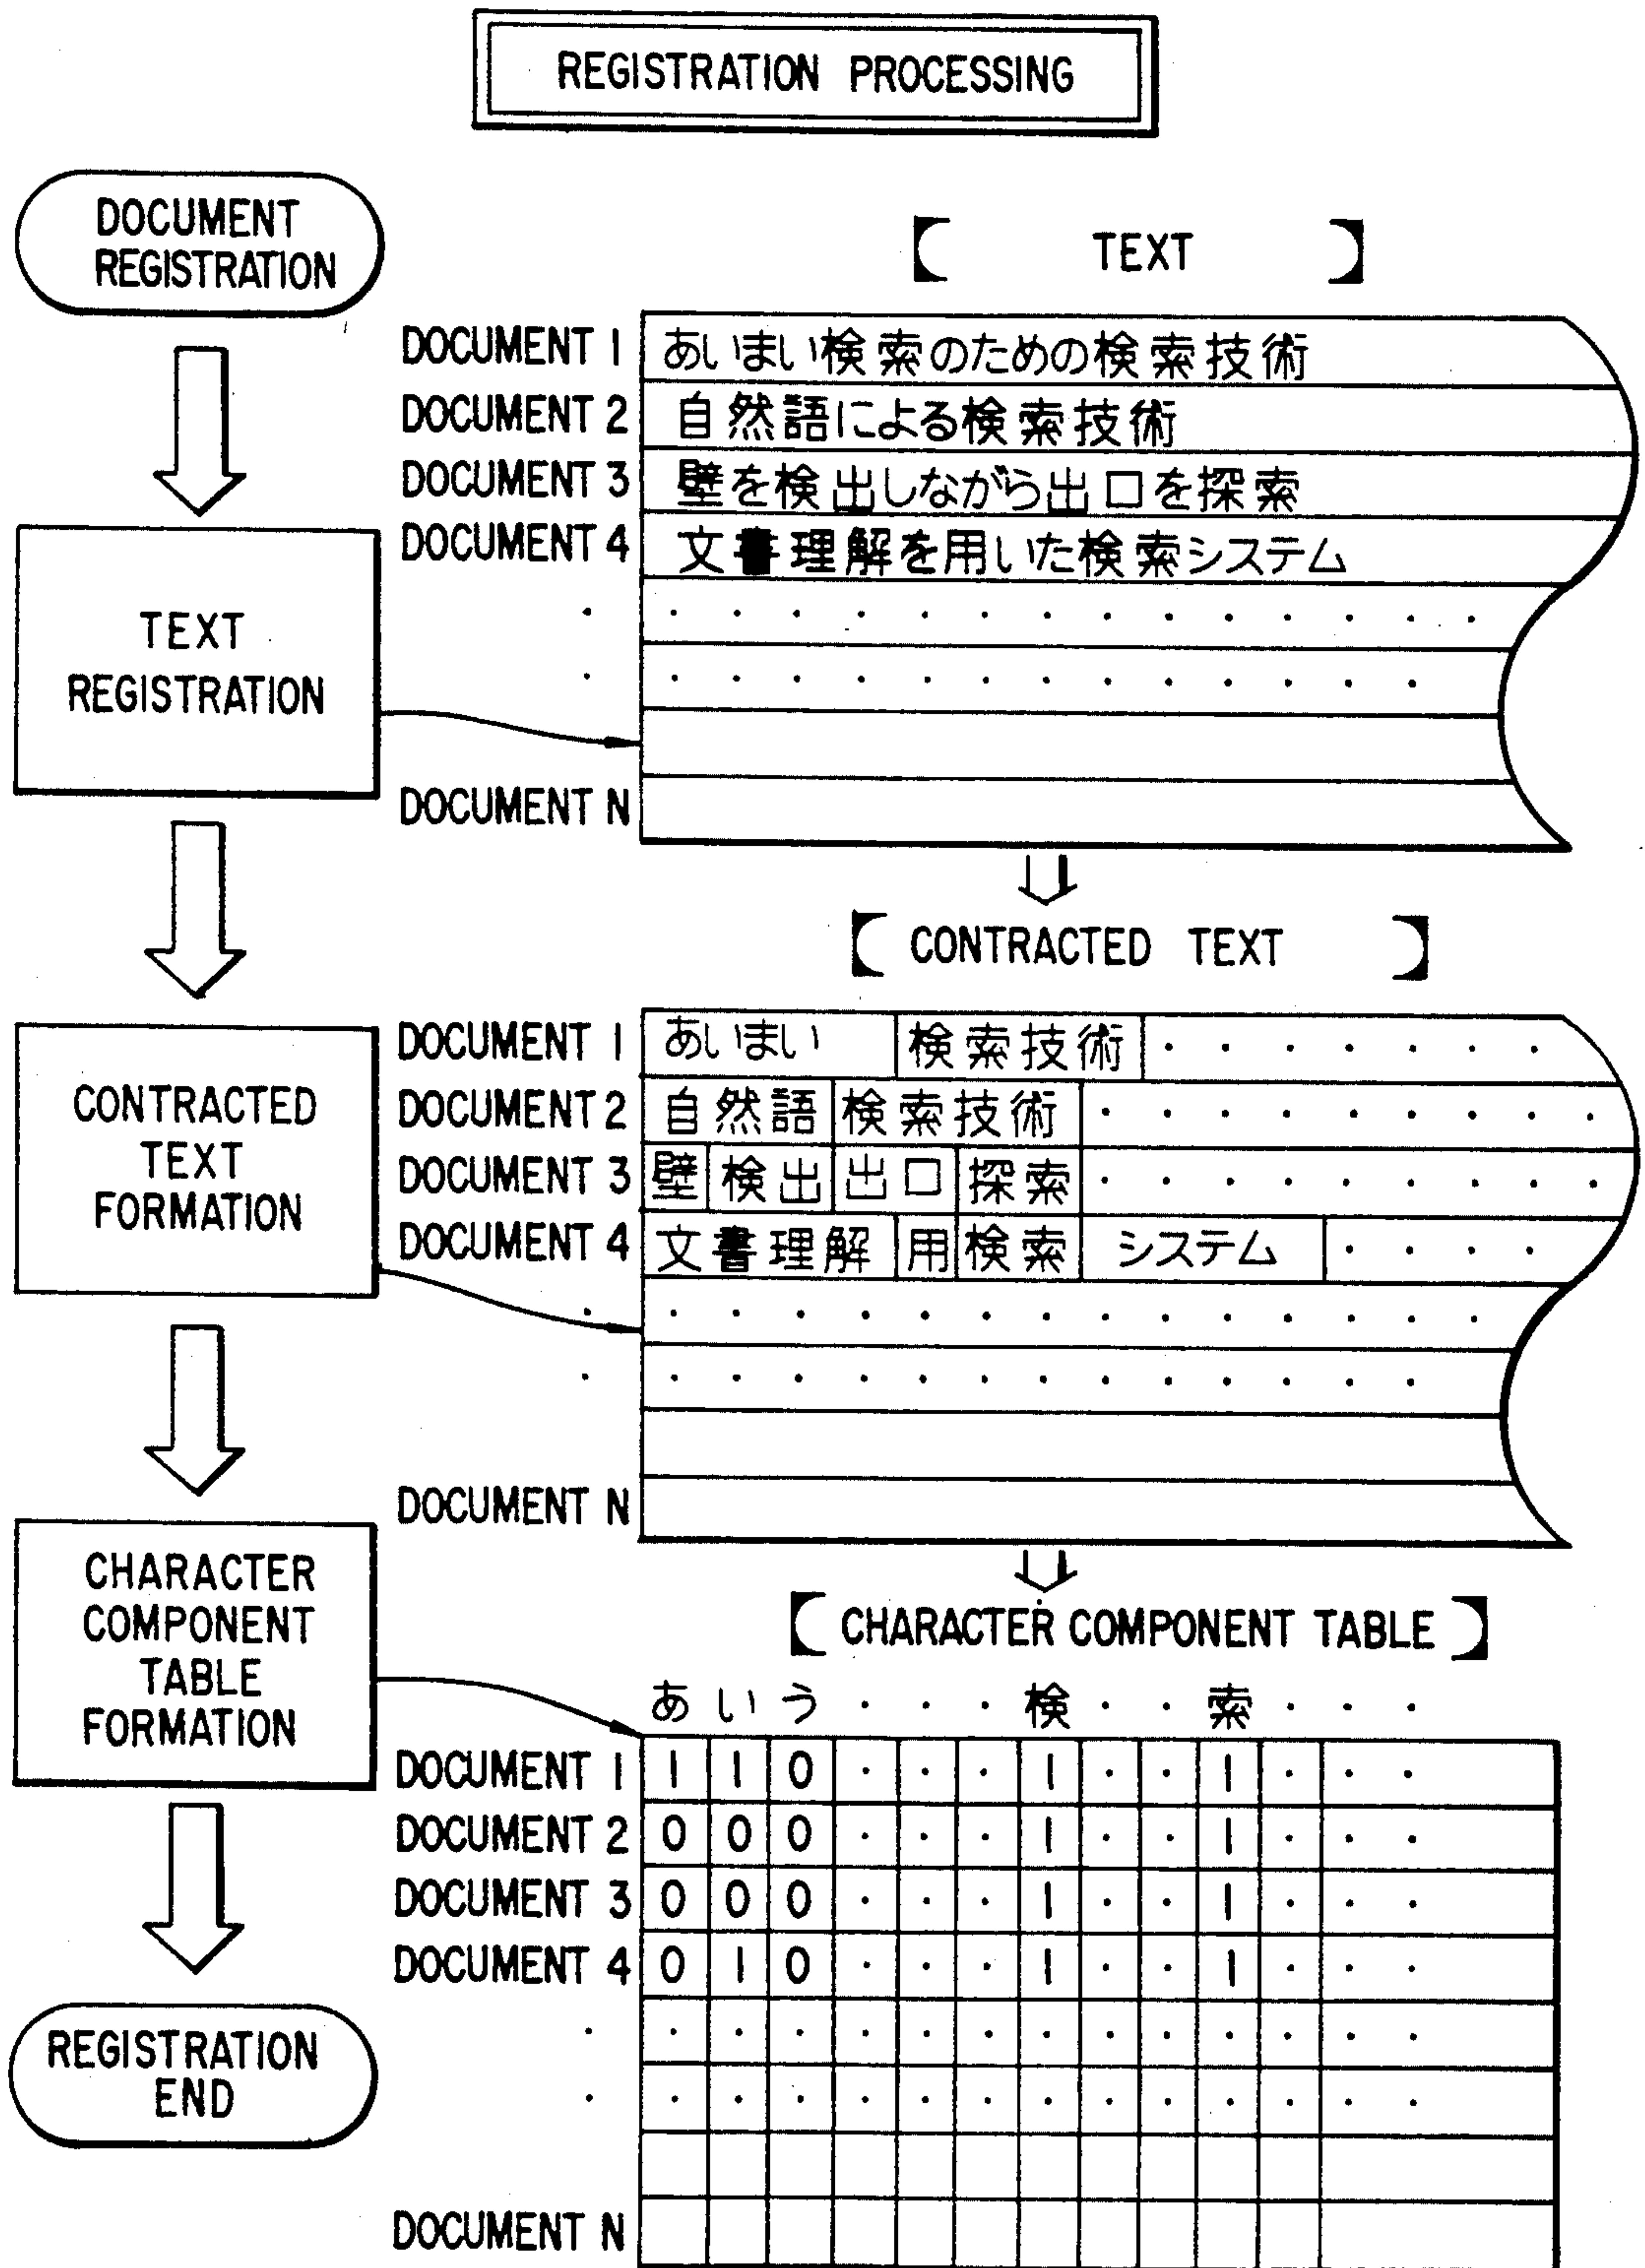 REGISTRATION PROCESSING
DOCUMENT
REGISTRATION
TEXT
REGISTRATION
CONTRACTED
TEXT
FORMATION
CHARACTER
COMPONENT
TABLE
FORMATION
REGISTRATION
END
【 TEXT 】
DOCUMENT 1 あいまい検索のための検索技術
DOCUMENT 2 自然語による検索技術
DOCUMENT 3 壁を検出しながら出口を探索
DOCUMENT 4 文書理解を用いた検索システム
· · · · · · · · · · · · · · ·
· · · · · · · · · · · · · ·
DOCUMENT N
【 CONTRACTED TEXT 】
DOCUMENT 1 あいまい 検索技術 · · · · · · ·
DOCUMENT 2 自然語 検索技術 · · · · · · · · ·
DOCUMENT 3 壁 検出 出口 探索 · · · · · · · · ·
DOCUMENT 4 文書理解 用 検索 システム · · · ·
· · · · · · · · · · · · · · ·
· · · · · · · · · · · · · ·
DOCUMENT N
【 CHARACTER COMPONENT TABLE 】
あ い う · · · 検 · · 索 · · ·
DOCUMENT 1 1 1 0 · · · 1 · · 1 · · ·
DOCUMENT 2 0 0 0 · · · 1 · · 1 · · ·
DOCUMENT 3 0 0 0 · · · 1 · · 1 · · ·
DOCUMENT 4 0 1 0 · · · 1 · · 1 · · ·
· · · · · · · · · · · · · ·
· · · · · · · · · · · · · ·
DOCUMENT N